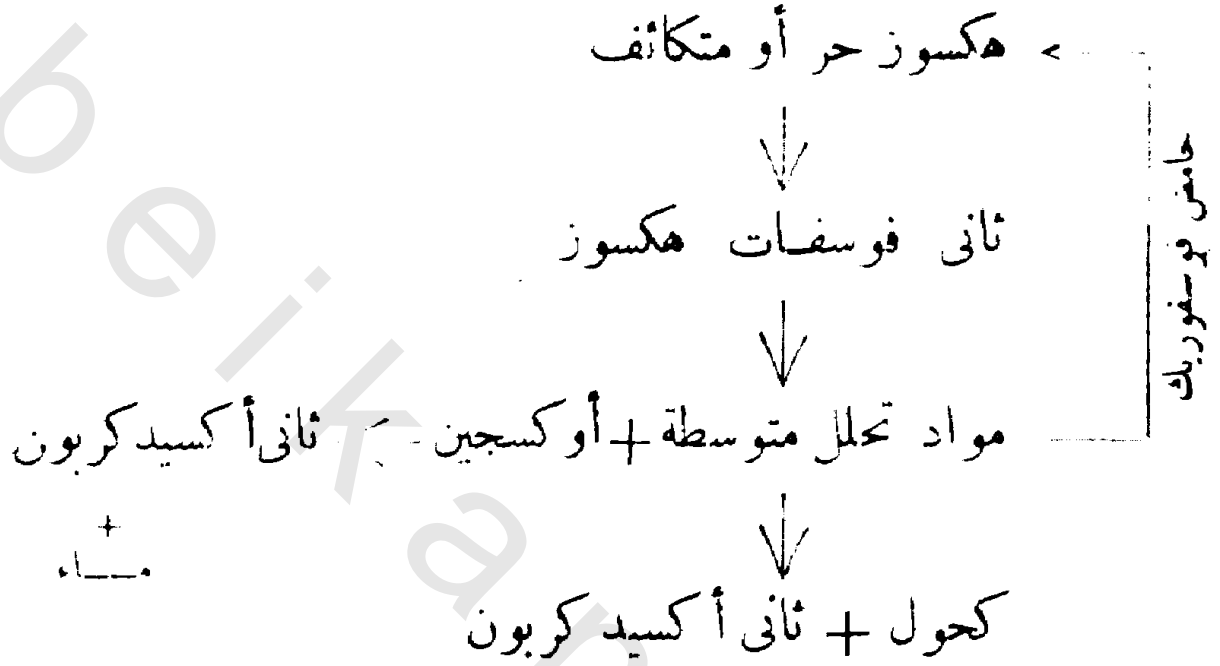 هكسوز حر أو متكاثف
ثانى فوسفات هكسوز
حامض فوسفوريك
مواد تحلل متوسطة + أوكسجين ثانى أكسيد كربون
+
ماء
كحول + ثانى أكسيد كربون
beikan